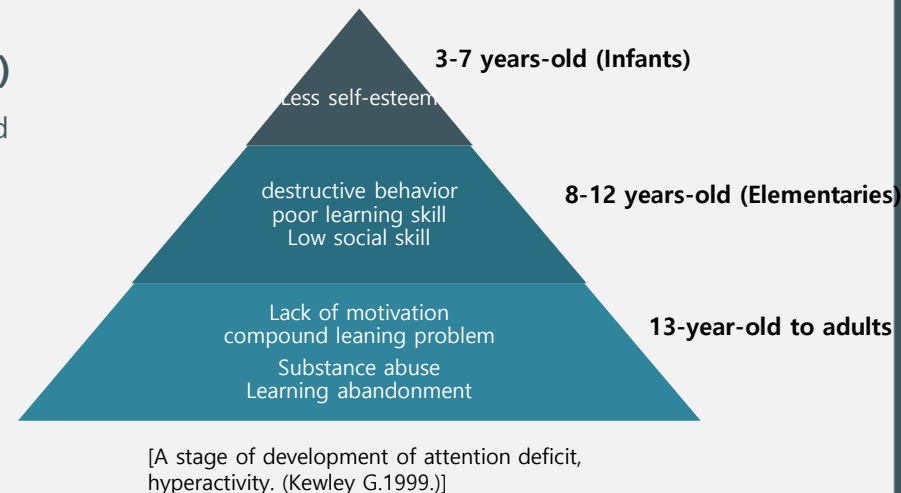 )
3-7 years-old (Infants)
Less self-esteem
d
destructive behavior
poor learning skill
Low social skill
8-12 years-old (Elementaries)
Lack of motivation
compound leaning problem
Substance abuse
Learning abandonment
13-year-old to adults
[A stage of development of attention deficit,
hyperactivity. (Kewley G.1999.)]